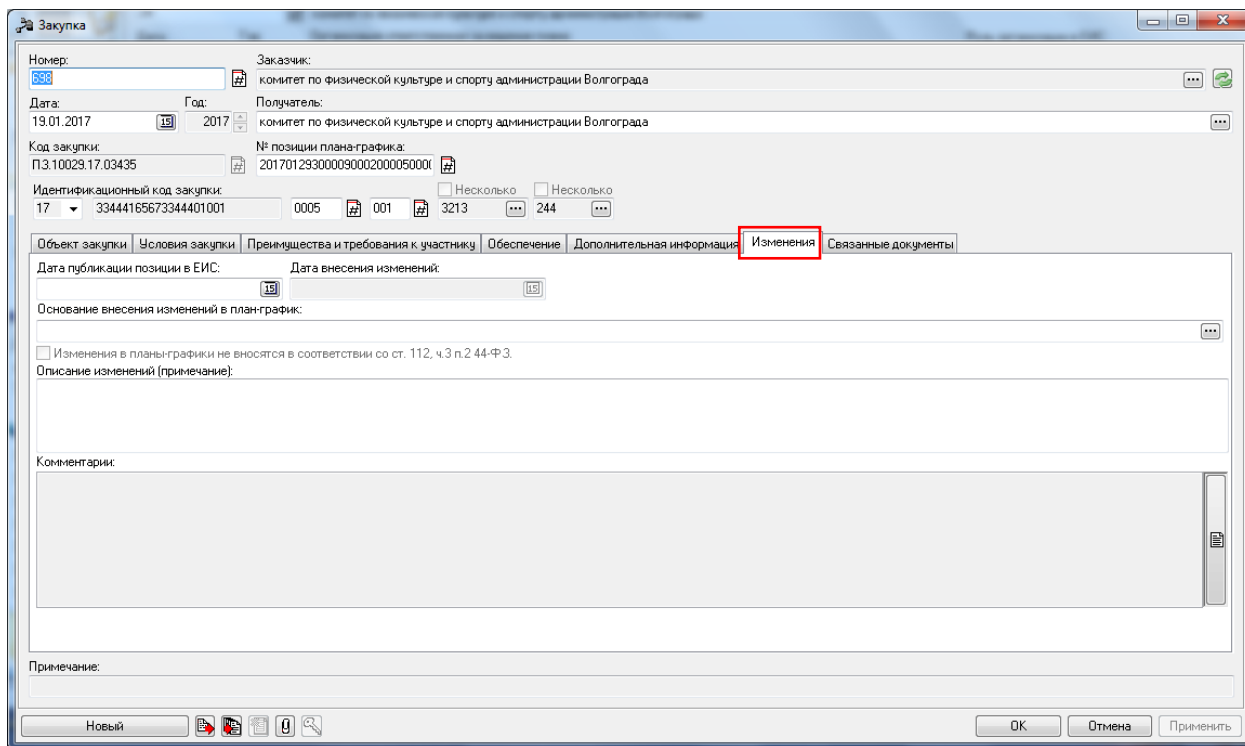 Закупка
Номер: Заказчик:
698 комитет по физической культуре и спорту администрации Волгограда
Дата: Год: Получатель:
19.01.2017 15 2017 комитет по физической культуре и спорту администрации Волгограда
Код закупки: № позиции плана-графика:
П.З.10029.17.03435 # 20170129300009000200005000( #
Идентификационный код закупки: Несколько Несколько
17 33444165673344401001 0005 # 001 # 3213 ... 244 ...
Объект закупки Условия закупки Преимущества и требования к участнику Обеспечение Дополнительная информация Изменения Связанные документы
Дата публикации позиции в ЕИС: Дата внесения изменений:
15 15
Основание внесения изменений в план-график:
Изменения в планы-графики не вносятся в соответствии со ст. 112, ч.3 п.2 44-ФЗ.
Описание изменений (примечание):
Комментарии:
Примечание:
Новый OK Отмена Применить